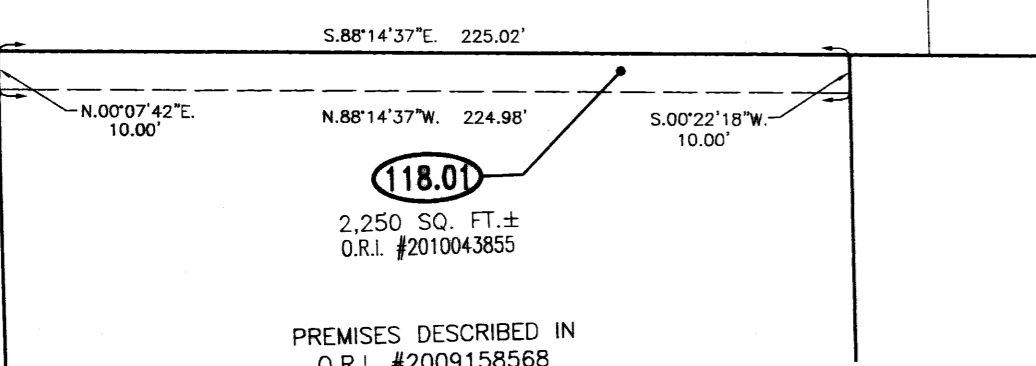 S.88°14'37"E. 225.02'
N.00°07'42"E.
10.00'
N.88°14'37"W. 224.98'
S.00°22'18"W.
10.00'
118.01
2,250 SQ. FT.±
O.R.I. #2010043855
PREMISES DESCRIBED IN
O.R.I. #2009158568